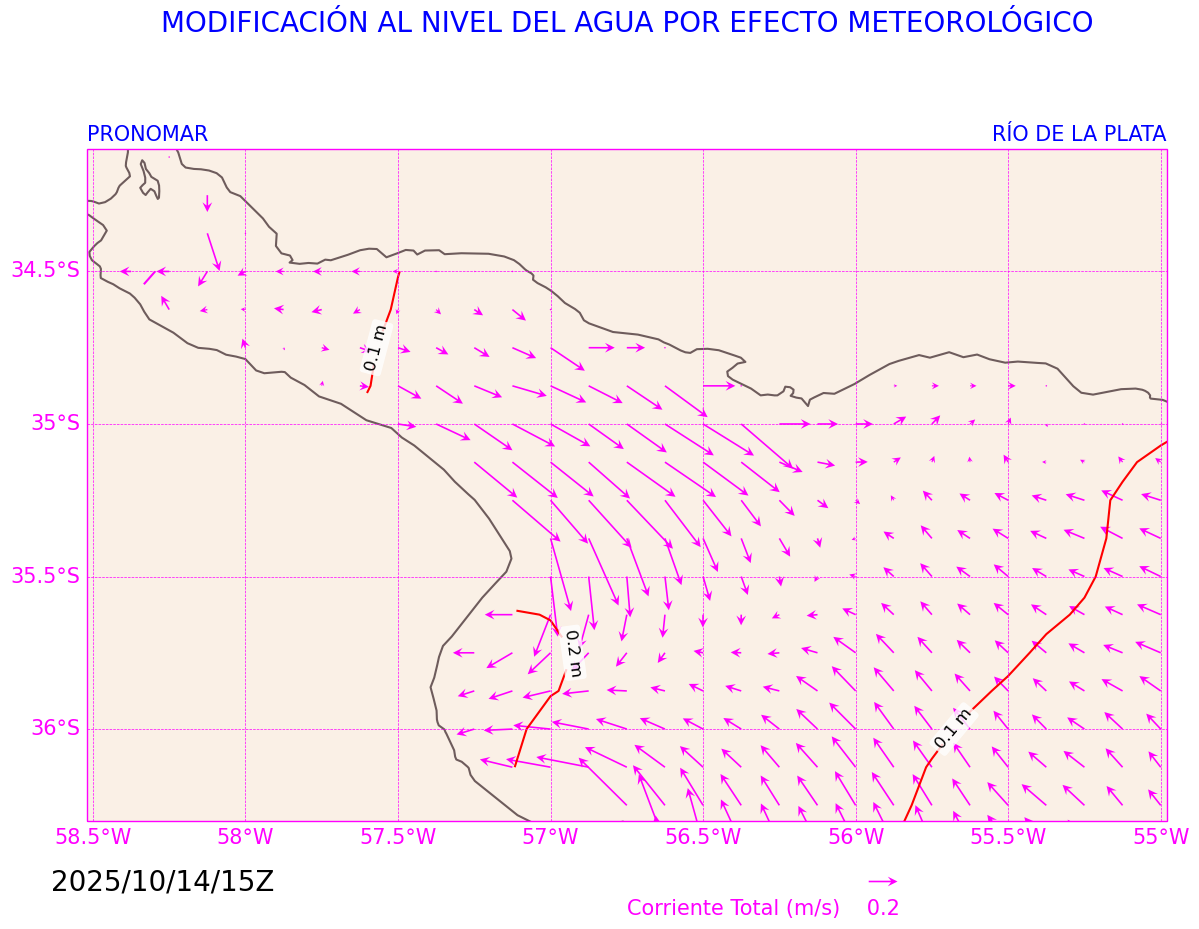 MODIFICACIÓN AL NIVEL DEL AGUA POR EFECTO METEOROLÓGICO
PRONOMAR
RÍO DE LA PLATA
34.5°S
0.1 m
35°S
35.5°S
0.2 m
36°S
0.1 m
58.5°W
58°W
57.5°W
57°W
56.5°W
56°W
55.5°W
55°W
2025/10/14/15Z
Corriente Total (m/s)
0.2